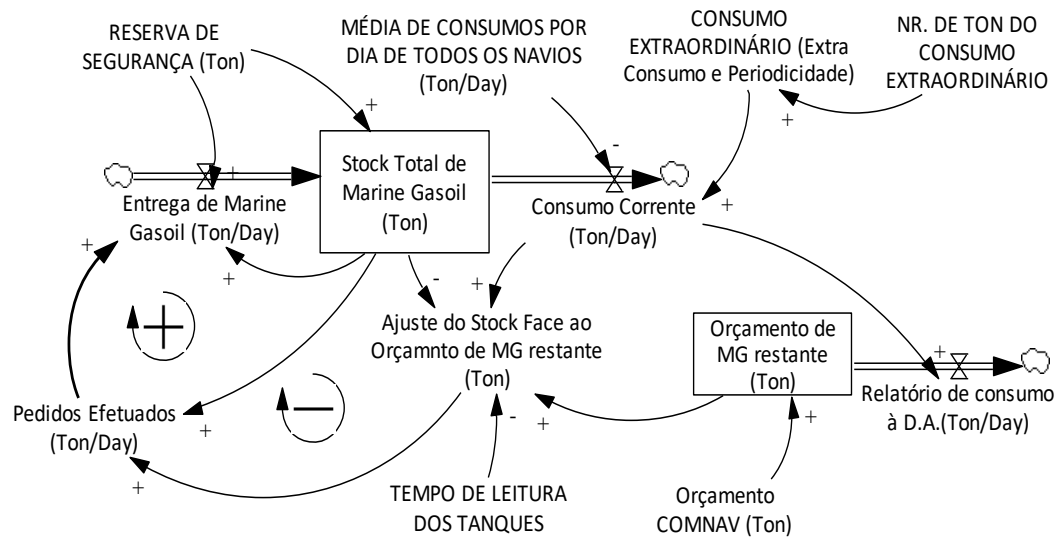 RESERVA DE
SEGURANÇA (Ton)
MÉDIA DE CONSUMOS POR
DIA DE TODOS OS NAVIOS
(Ton/Day)
CONSUMO
EXTRAORDINÁRIO (Extra
Consumo e Periodicidade)
NR. DE TON DO
CONSUMO
EXTRAORDINÁRIO
+
+
-
+
Stock Total de
Marine Gasoil
(Ton)
Entrega de Marine
Gasoil (Ton/Day)
Consumo Corrente
(Ton/Day)
+
+
+
-
+
Ajuste do Stock Face ao
Orçamnto de MG restante
(Ton)
Orçamento de
MG restante
(Ton)
+
Relatório de consumo
à D.A.(Ton/Day)
+
−
Pedidos Efetuados
(Ton/Day)
+
+
-
+
+
TEMPO DE LEITURA
DOS TANQUES
Orçamento
COMNAV (Ton)